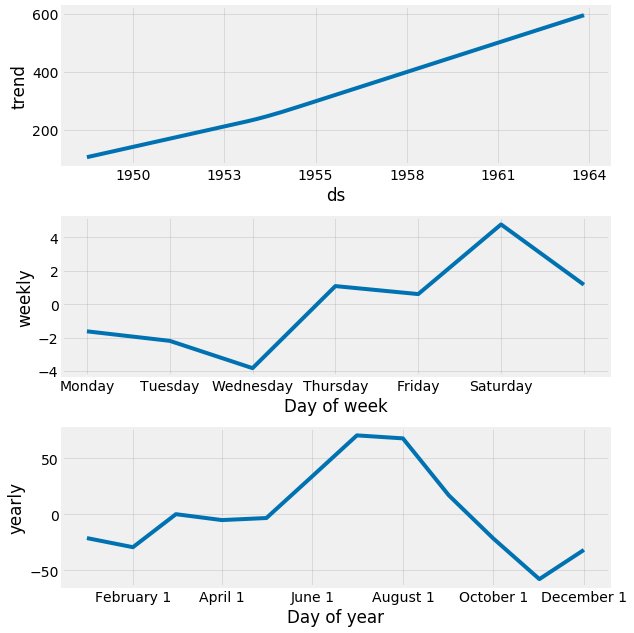 600
400
200
trend
1950 1953 1955 1958 1961 1964
ds
4
2
0
−2
−4
weekly
Monday Tuesday Wednesday Thursday Friday Saturday
Day of week
50
0
−50
yearly
February 1 April 1 June 1 August 1 October 1 December 1
Day of year